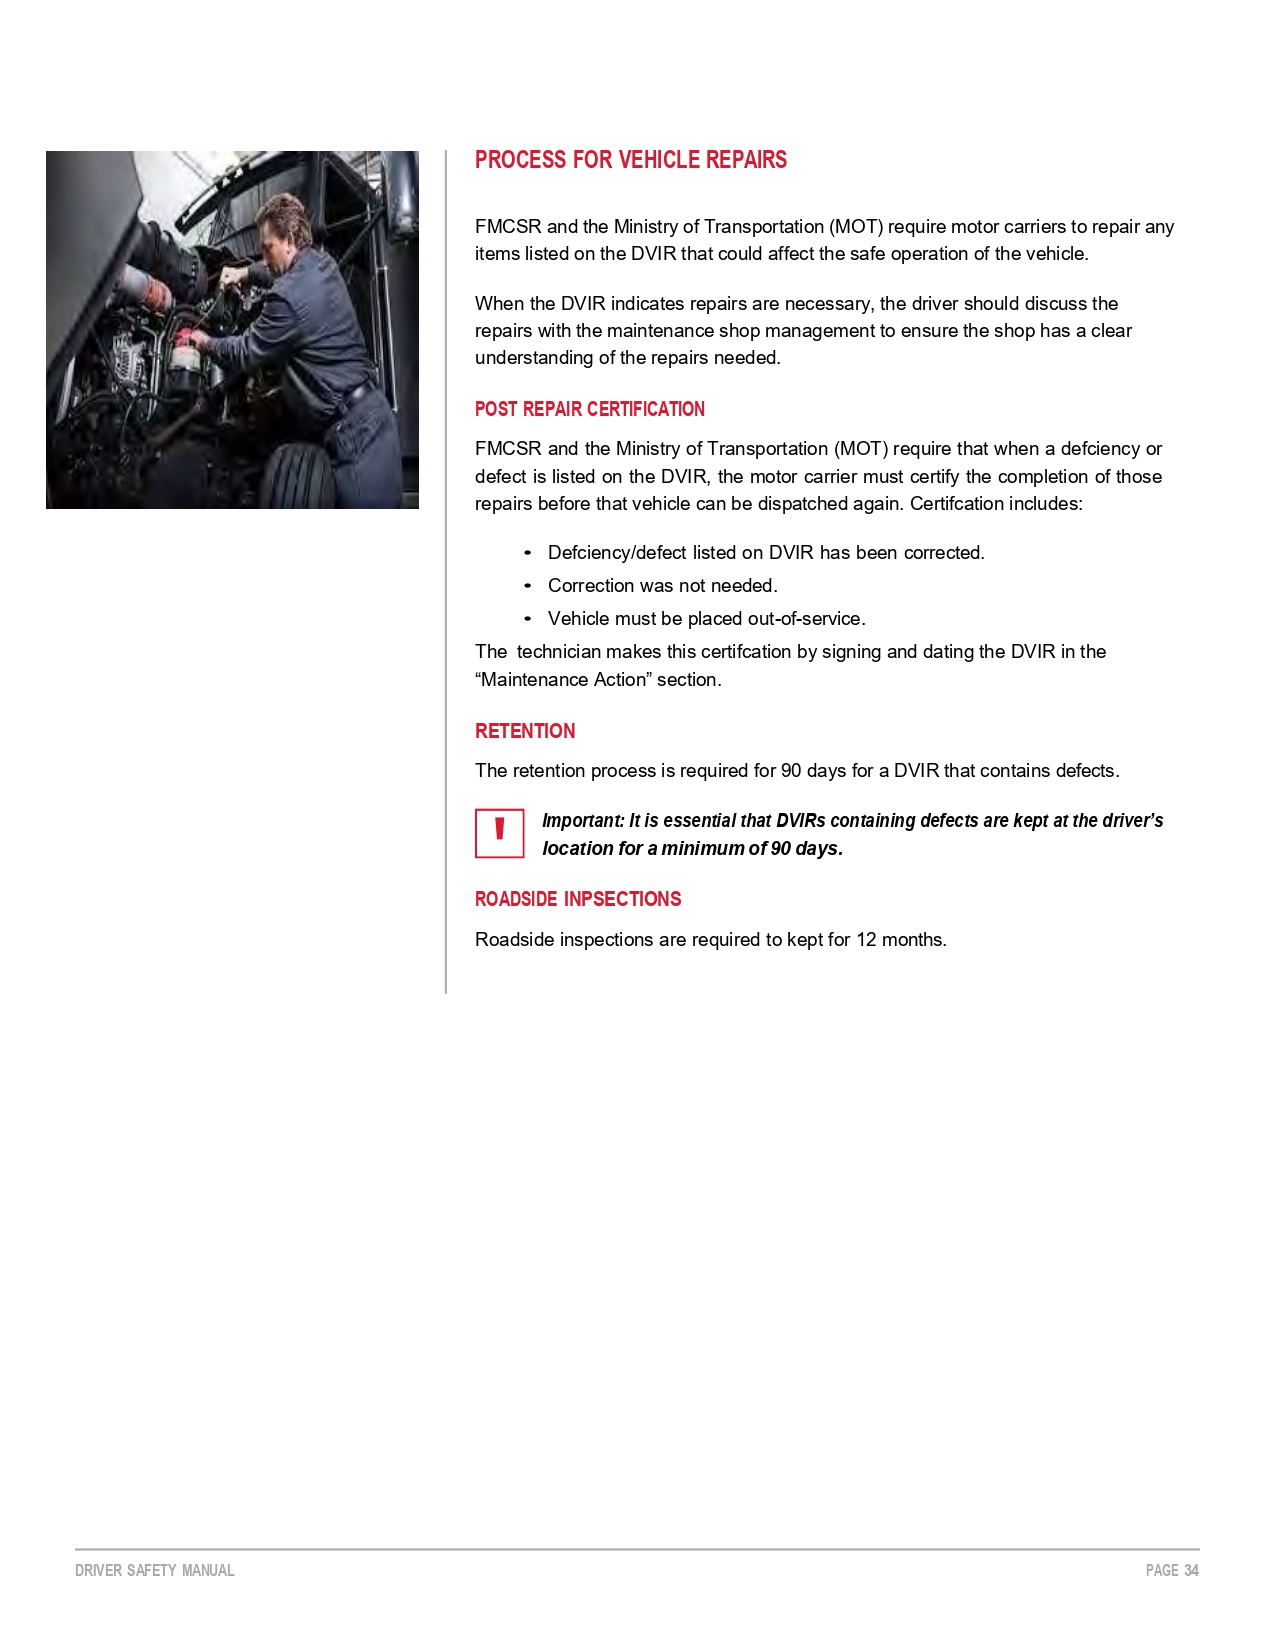 PROCESS FOR VEHICLE REPAIRS
FMCSR and the Ministry of Transportation (MOT) require motor carriers to repair any
items listed on the DVIR that could affect the safe operation of the vehicle.
When the DVIR indicates repairs are necessary, the driver should discuss the
repairs with the maintenance shop management to ensure the shop has a clear
understanding of the repairs needed.
POST REPAIR CERTIFICATION
FMCSR and the Ministry of Transportation (MOT) require that when a defciency or
defect is listed on the DVIR, the motor carrier must certify the completion of those
repairs before that vehicle can be dispatched again. Certifcation includes:
• Defciency/defect listed on DVIR has been corrected.
• Correction was not needed.
• Vehicle must be placed out-of-service.
The technician makes this certifcation by signing and dating the DVIR in the
“Maintenance Action” section.
RETENTION
The retention process is required for 90 days for a DVIR that contains defects.
Important: It is essential that DVIRs containing defects are kept at the driver’s
location for a minimum of 90 days.
ROADSIDE INPSECTIONS
Roadside inspections are required to kept for 12 months.
DRIVER SAFETY MANUAL
PAGE 34